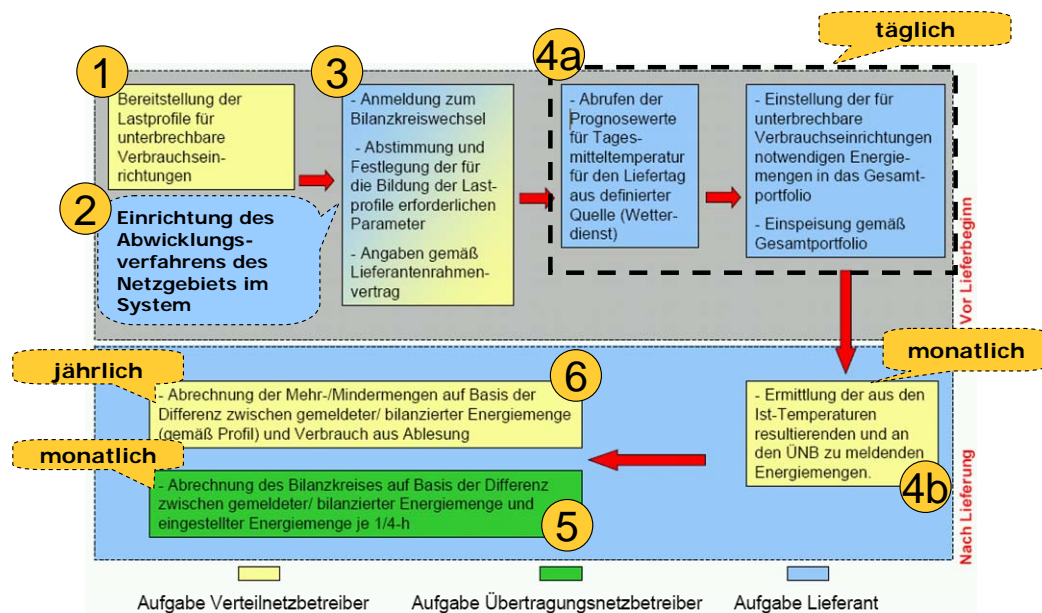 täglich
1
Bereitstellung der
Lastprofile für
unterbrechbare
Verbrauchsein-
richtungen
2
Einrichtung des
Abwicklungs-
verfahrens des
Netzgebiets im
System
3
- Anmeldung zum
Bilanzkreiswechsel
- Abstimmung und
Festlegung der für
die Bildung der Last-
profile erforderlichen
Parameter
- Angaben gemäß
Lieferantenrahmen-
vertrag
4a
- Abrufen der
Prognosewerte
für Tages-
mitteltemperatur
für den Liefertag
aus definierter
Quelle (Wetter-
dienst)
- Einstellung der für
unterbrechbare
Verbrauchseinrichtungen
notwendigen Energie-
mengen in das Gesamt-
portfolio
- Einspeisung gemäß
Gesamtportfolio
Vor Lieferbeginn
jährlich
6
- Abrechnung der Mehr-/Mindermengen auf Basis der
Differenz zwischen gemeldeter/ bilanzierter Energiemenge
(gemäß Profil) und Verbrauch aus Ablesung
monatlich
- Abrechnung des Bilanzkreises auf Basis der Differenz
zwischen gemeldeter/ bilanzierter Energiemenge und
eingestellter Energiemenge je 1/4-h
5
monatlich
- Ermittlung der aus den
Ist-Temperaturen
resultierenden und an
den ÜNB zu meldenden
Energiemengen.
4b
Nach Lieferung
Aufgabe Verteilnetzbetreiber
Aufgabe Übertragungsnetzbetreiber
Aufgabe Lieferant